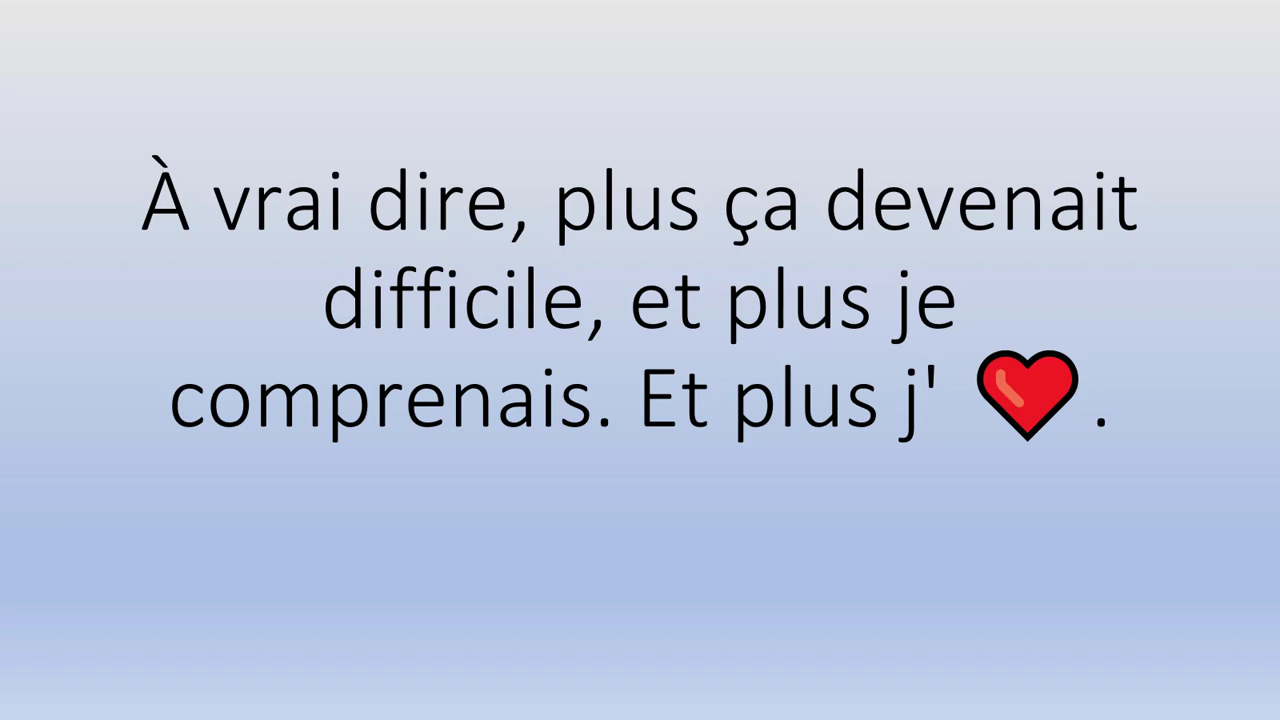 À vrai dire, plus ça devenait
difficile, et plus je
comprenais. Et plus j' ❤️.